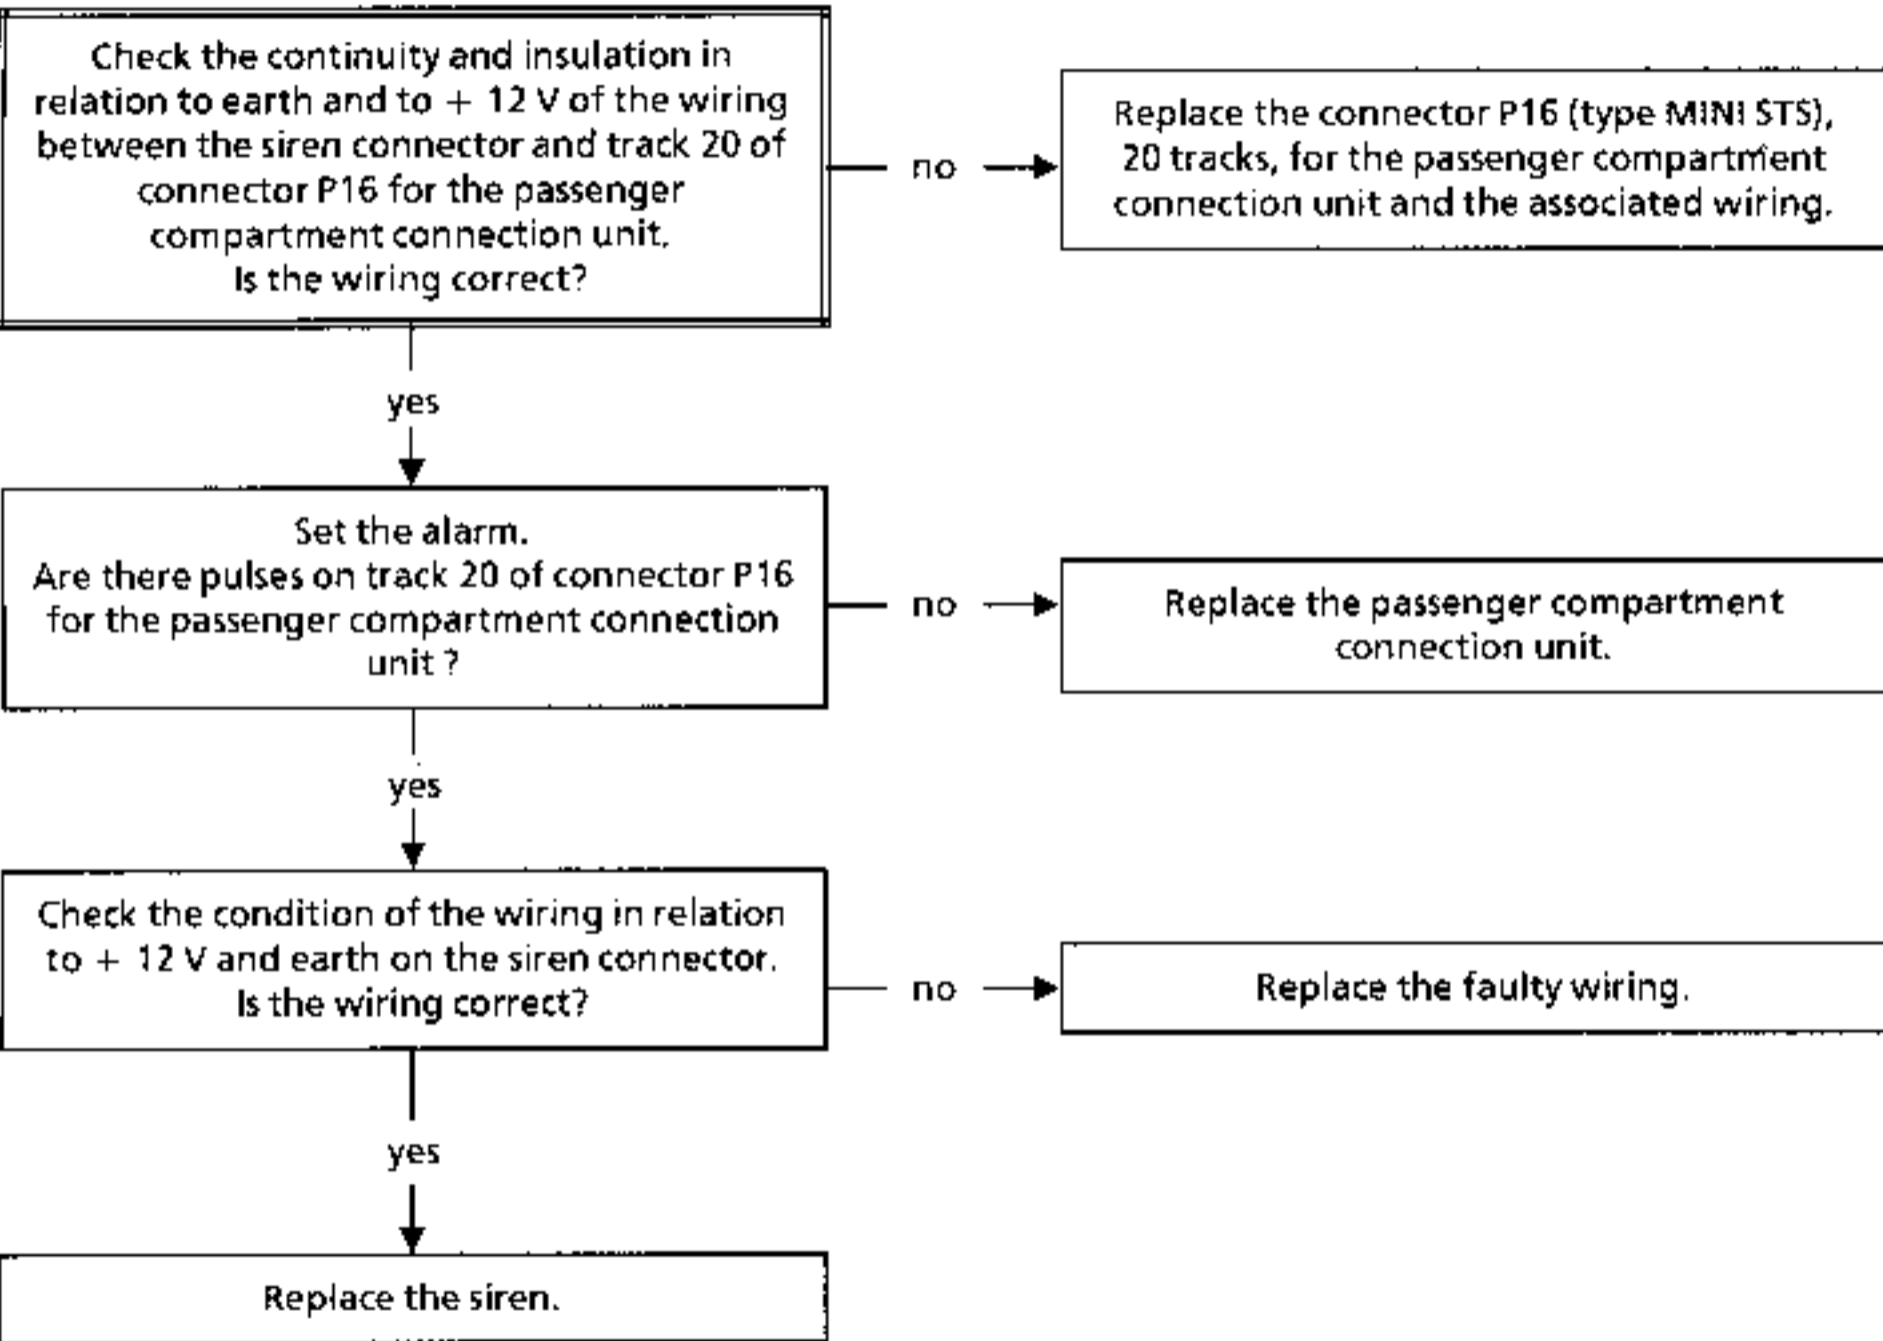 Check the continuity and insulation in
relation to earth and to + 12 V of the wiring
between the siren connector and track 20 of
connector P16 for the passenger
compartment connection unit.
Is the wiring correct?
no
Replace the connector P16 (type MINI STS),
20 tracks, for the passenger compartment
connection unit and the associated wiring.
yes
Set the alarm.
Are there pulses on track 20 of connector P16
for the passenger compartment connection
unit ?
no
Replace the passenger compartment
connection unit.
yes
Check the condition of the wiring in relation
to + 12 V and earth on the siren connector.
Is the wiring correct?
no
Replace the faulty wiring.
yes
Replace the siren.